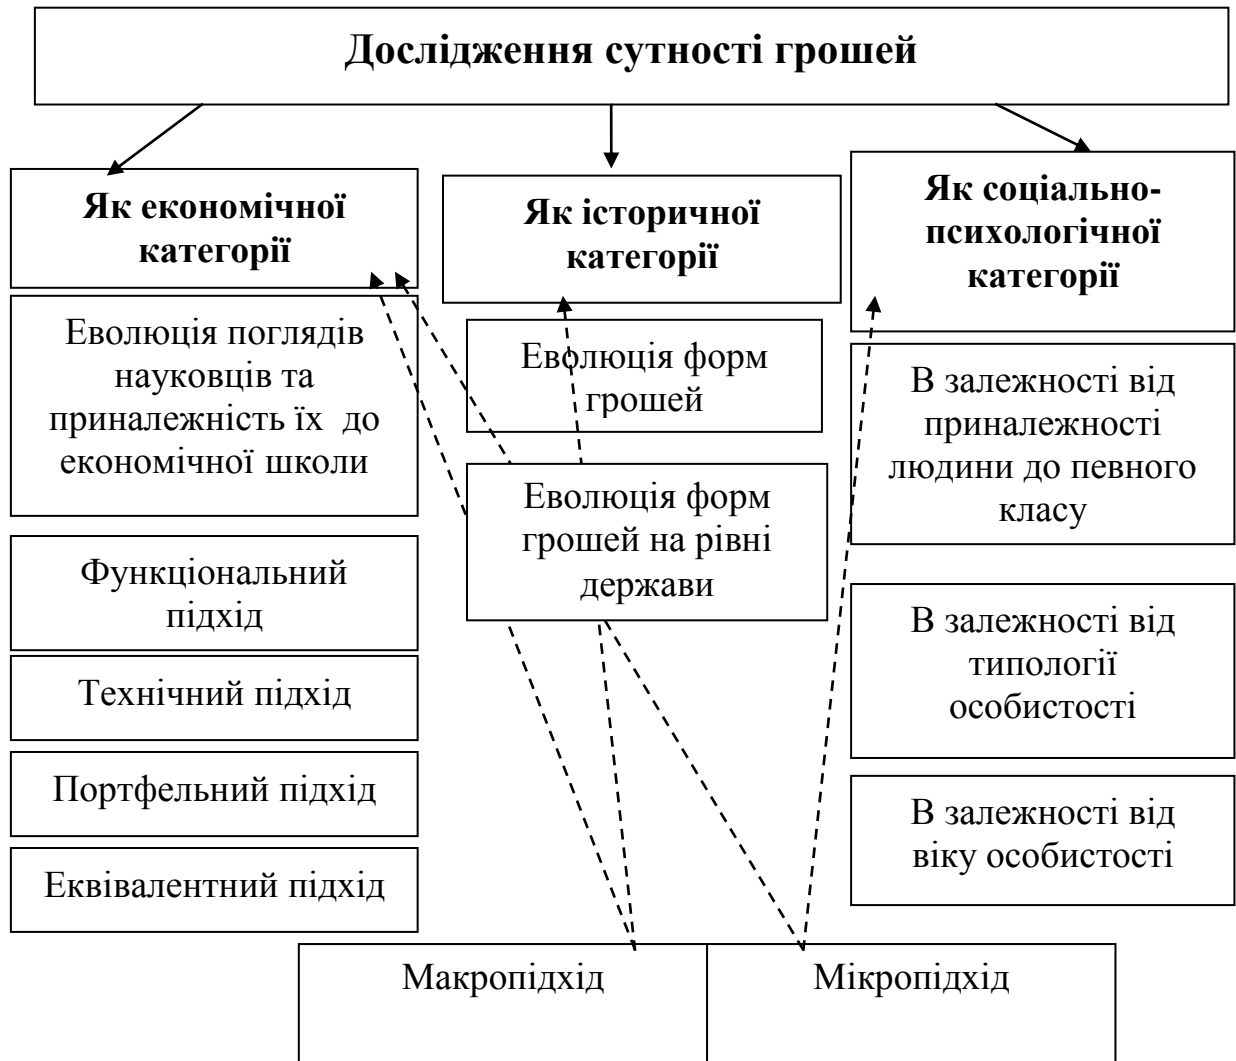 Дослідження сутності грошей
Як економічної
категорії
Еволюція поглядів
науковців та
приналежність їх до
економічної школи
Функціональний
підхід
Технічний підхід
Портфельний підхід
Еквівалентний підхід
Як історичної
категорії
Еволюція форм
грошей
Еволюція форм
грошей на рівні
держави
Як соціально-
психологічної
категорії
В залежності від
приналежності
людини до певного
класу
В залежності від
типології
особистості
В залежності від
віку особистості
Макропідхід
Мікропідхід